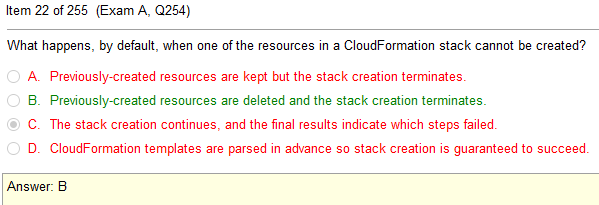 Item 22 of 255 (Exam A, Q254)
What happens, by default, when one of the resources in a CloudFormation stack cannot be created?
A. Previously-created resources are kept but the stack creation terminates.
B. Previously-created resources are deleted and the stack creation terminates.
C. The stack creation continues, and the final results indicate which steps failed.
D. CloudFormation templates are parsed in advance so stack creation is guaranteed to succeed.
Answer: B